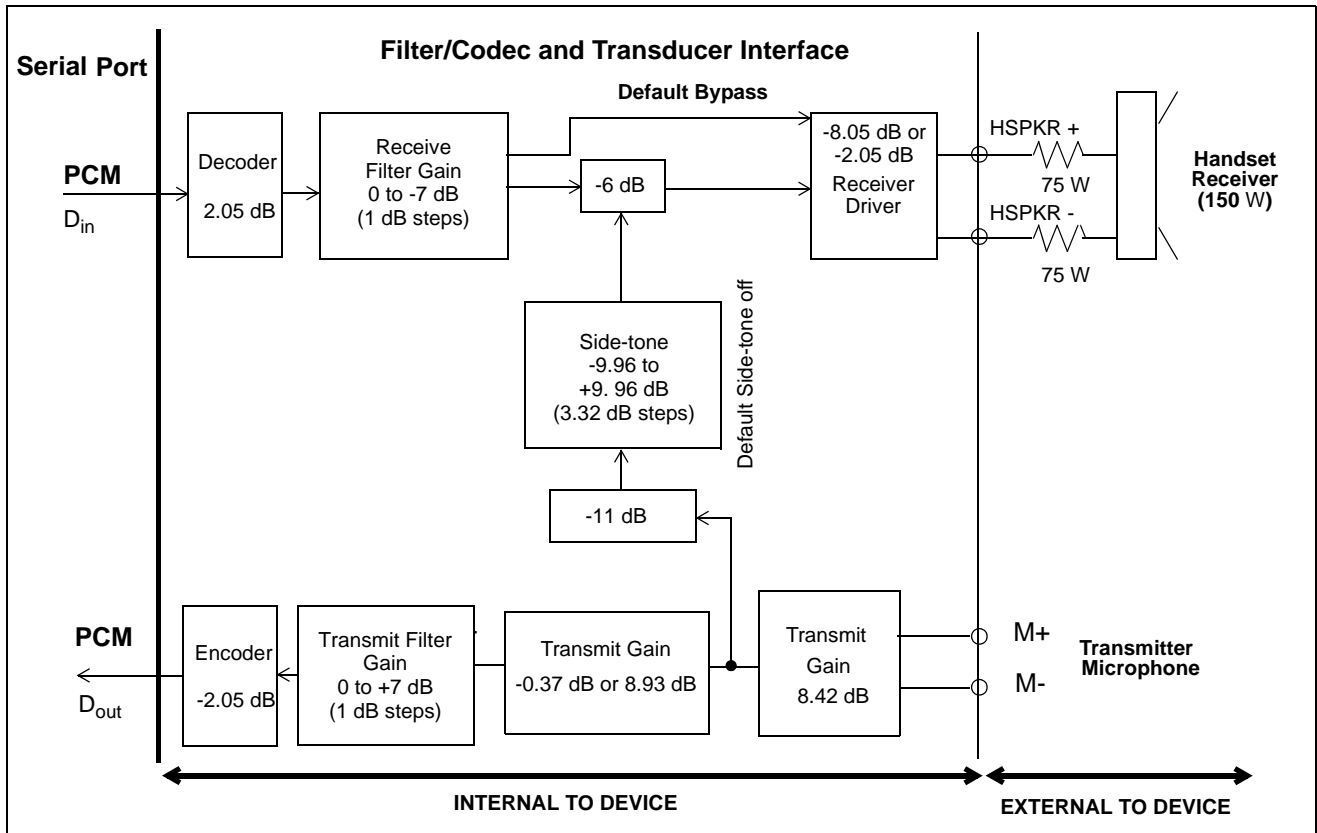 Filter/Codec and Transducer Interface
Serial Port
Default Bypass
PCM
Din
Decoder
2.05 dB
Receive
Filter Gain
0 to -7 dB
(1 dB steps)
-6 dB
-8.05 dB or
-2.05 dB
Receiver
Driver
HSPKR +
75 W
HSPKR -
75 W
Handset
Receiver
(150 W)
Side-tone
-9.96 to
+9. 96 dB
(3.32 dB steps)
Default Side-tone off
-11 dB
PCM
Dout
Encoder
-2.05 dB
Transmit Filter
Gain
0 to +7 dB
(1 dB steps)
Transmit Gain
-0.37 dB or 8.93 dB
Transmit
Gain
8.42 dB
M+
M-
Transmitter
Microphone
INTERNAL TO DEVICE
EXTERNAL TO DEVICE